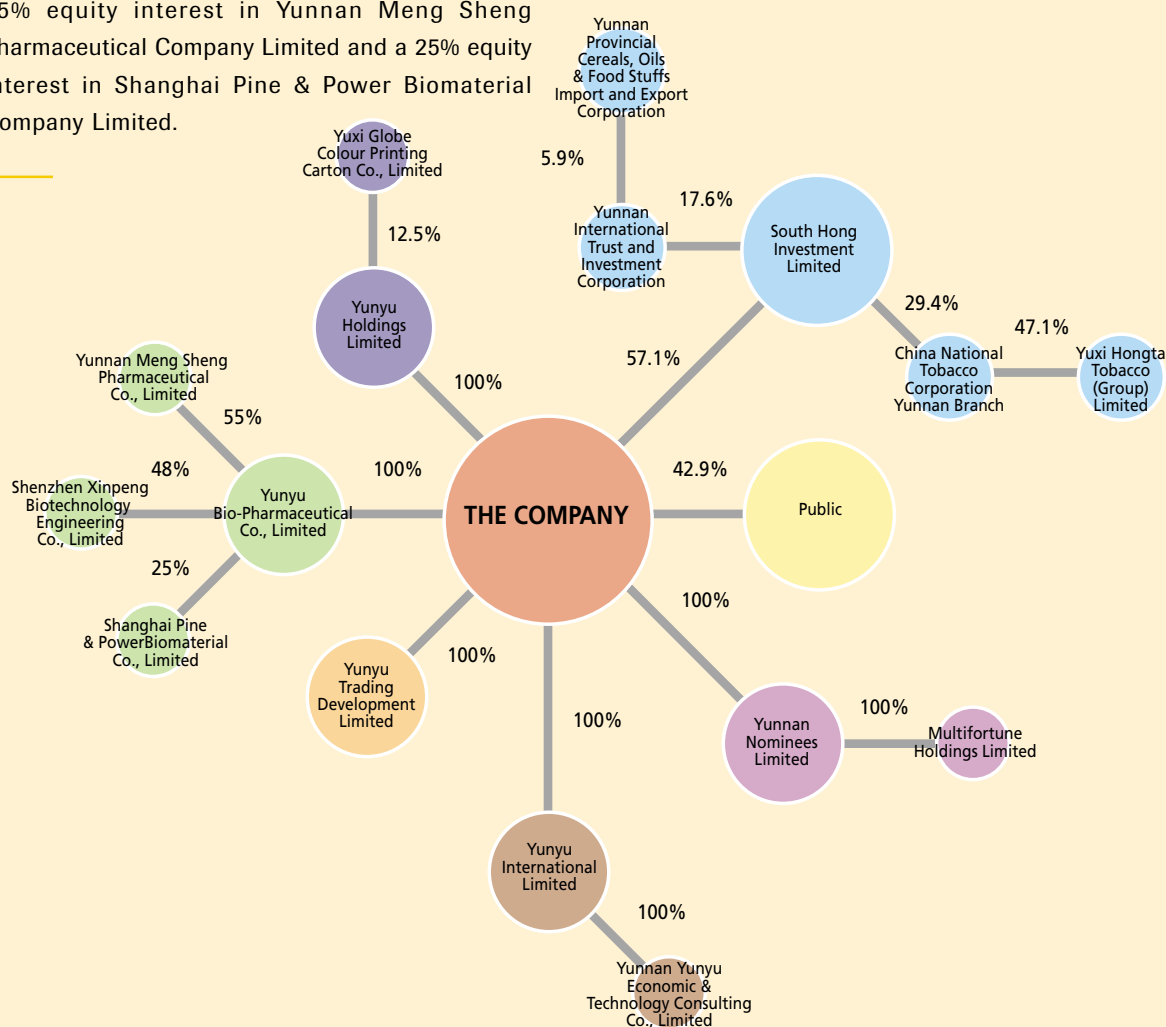 5% equity interest in Yunnan Meng Sheng
harmaceutical Company Limited and a 25% equity
nterest in Shanghai Pine & Power Biomaterial
ompany Limited.
Yunnan
Provincial
Cereals, Oils
& Food Stuffs
Import and Export
Corporation
5.9%
Yunnan
International
Trust and
Investment
Corporation
17.6%
South Hong
Investment
Limited
29.4%
China National
Tobacco
Corporation
Yunnan Branch
47.1%
Yuxi Hongta
Tobacco
(Group)
Limited
57.1%
Yuxi Globe
Colour Printing
Carton Co., Limited
12.5%
Yunyu
Holdings
Limited
100%
Yunnan Meng Sheng
Pharmaceutical
Co., Limited
55%
Shenzhen Xinpeng
Biotechnology
Engineering
Co., Limited
48%
Yunyu
Bio-Pharmaceutical
Co., Limited
100%
25%
Shanghai Pine
& PowerBiomaterial
Co., Limited
THE COMPANY
42.9%
Public
Yunyu
Trading
Development
Limited
100%
100%
Yunnan
Nominees
Limited
100%
Multifortune
Holdings Limited
100%
Yunyu
International
Limited
100%
Yunnan Yunyu
Economic &
Technology Consulting
Co., Limited